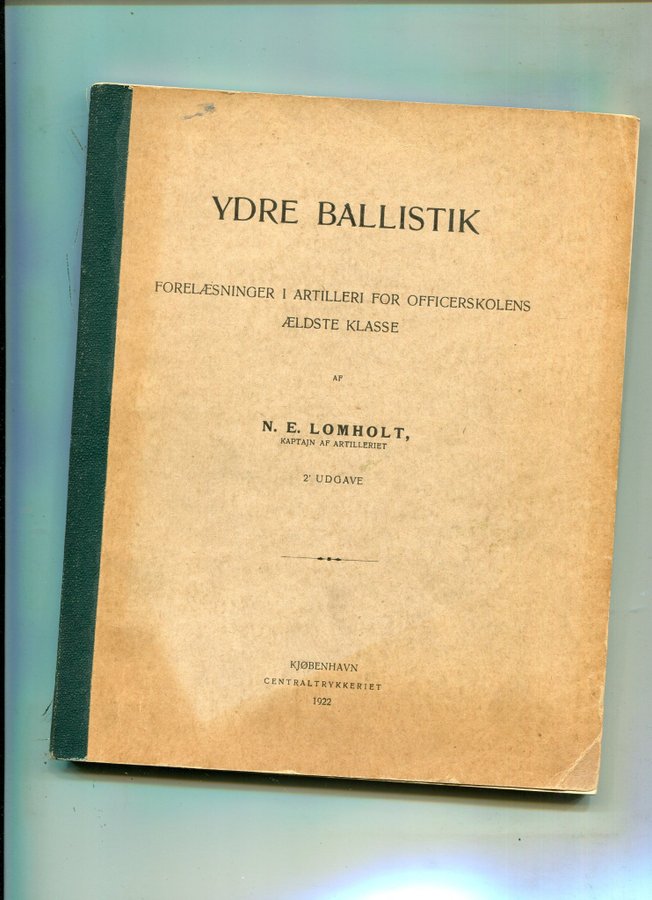 YDRE BALLISTIK
FORELÆSNINGER I ARTILLERI FOR OFFICERSKOLENS
ÆLDSTE KLASSE
AF
N. E. LOMHOLT,
KAPTAJN AF ARTILLERIET
2' UDGAVE
KJØBENHAVN
CENTRALTRYKKERIET
1922